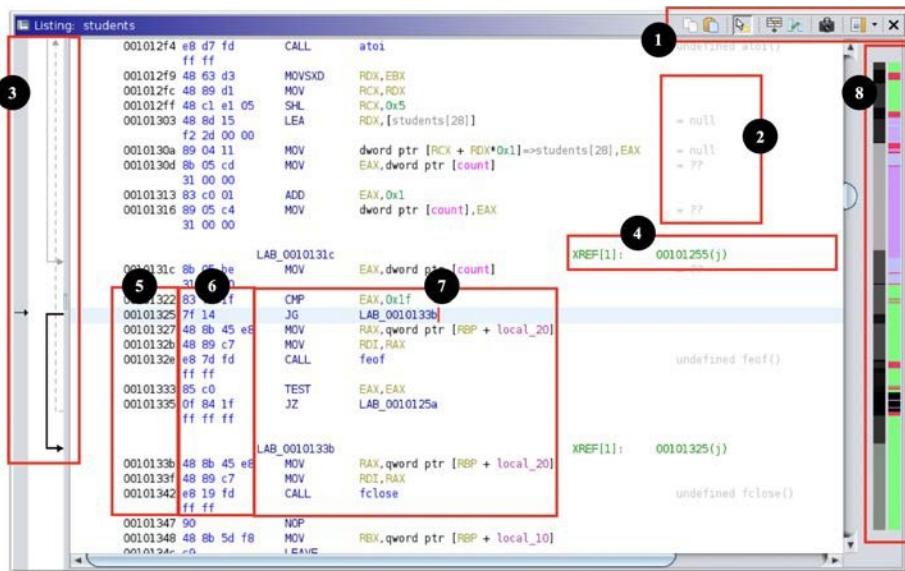 Listing: students
1
001012f4 e8 d7 fd CALL atoi undefined atoi()
ff ff
001012f9 48 63 d3 MOVSXD RDX,EBX
3
001012fc 48 89 d1 MOV RCX,RDX
8
001012ff 48 c1 e1 05 SHL RCX,0x5
00101303 48 8d 15 LEA RDX,[students[28]] = null
f2 2d 00 00
2
0010130a 89 04 11 MOV dword ptr [RCX + RDX*0x1]=>students[28],EAX = null
0010130d 8b 05 cd MOV EAX,dword ptr [count] = ??
31 00 00
00101313 83 c0 01 ADD EAX,0x1
00101316 89 05 c4 MOV dword ptr [count],EAX = ??
31 00 00
4
LAB_0010131c XREF[1]: 00101255(j)
0010131c 8b 05 be MOV EAX,dword ptr [count] = ??
5 6 7
00101322 83 1f CMP EAX,0x1f
00101325 7f 14 JG LAB_0010133b
00101327 48 8b 45 e8 MOV RAX,qword ptr [RBP + local_20]
0010132b 48 89 c7 MOV RDI,RAX
0010132e e8 7d fd CALL feof undefined feof()
ff ff
00101333 85 c0 TEST EAX,EAX
00101335 0f 84 1f JZ LAB_0010125a
ff ff ff
LAB_0010133b XREF[1]: 00101325(j)
0010133b 48 8b 45 e8 MOV RAX,qword ptr [RBP + local_20]
0010133f 48 89 c7 MOV RDI,RAX
00101342 e8 19 fd CALL fclose undefined fclose()
ff ff
00101347 90 NOP
00101348 48 8b 5d f8 MOV RBX,qword ptr [RBP + local_10]
0010134c c9 LEAVE